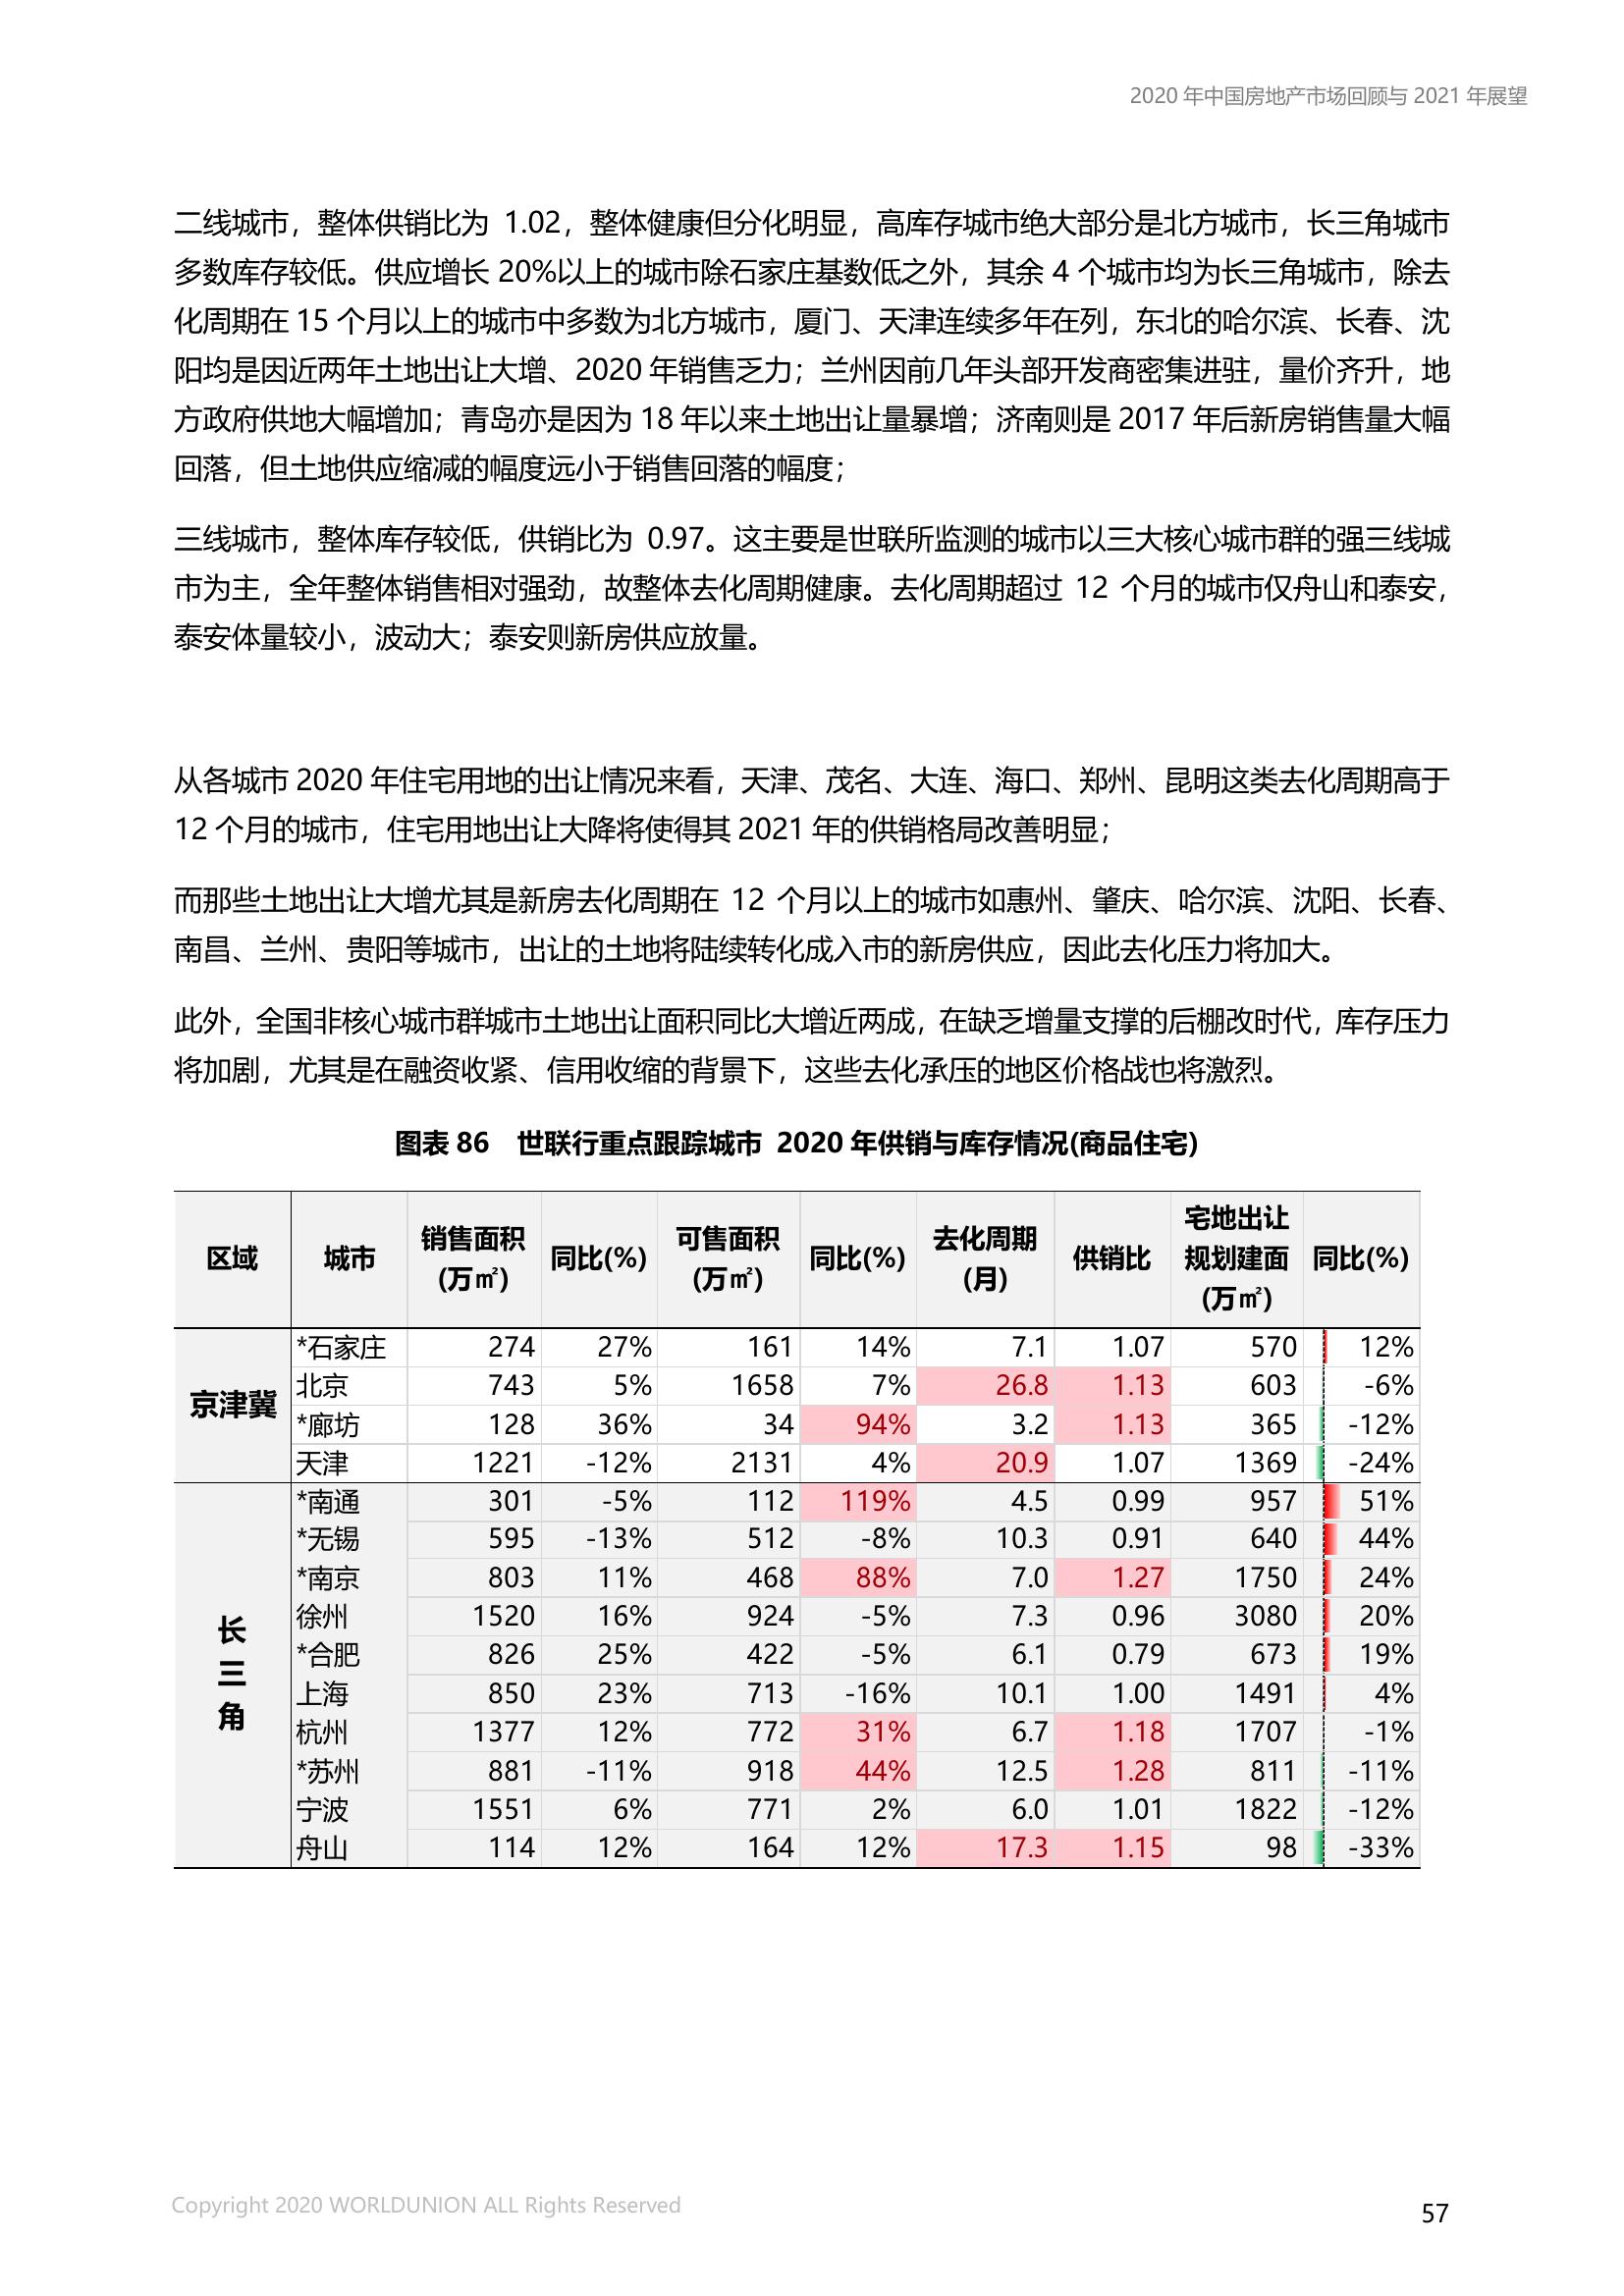 2020 年中国房地产市场回顾与 2021 年展望
二线城市，整体供销比为 1.02，整体健康但分化明显，高库存城市绝大部分是北方城市，长三角城市
多数库存较低。供应增长 20%以上的城市除石家庄基数低之外，其余 4 个城市均为长三角城市，除去
化周期在 15 个月以上的城市中多数为北方城市，厦门、天津连续多年在列，东北的哈尔滨、长春、沈
阳均是因近两年土地出让大增、2020 年销售乏力；兰州因前几年头部开发商密集进驻，量价齐升，地
方政府供地大幅增加；青岛亦是因为 18 年以来土地出让量暴增；济南则是 2017 年后新房销售量大幅
回落，但土地供应缩减的幅度远小于销售回落的幅度；
三线城市，整体库存较低，供销比为 0.97。这主要是世联所监测的城市以三大核心城市群的强三线城
市为主，全年整体销售相对强劲，故整体去化周期健康。去化周期超过 12 个月的城市仅舟山和泰安，
泰安体量较小，波动大；泰安则新房供应放量。
从各城市 2020 年住宅用地的出让情况来看，天津、茂名、大连、海口、郑州、昆明这类去化周期高于
12 个月的城市，住宅用地出让大降将使得其 2021 年的供销格局改善明显；
而那些土地出让大增尤其是新房去化周期在 12 个月以上的城市如惠州、肇庆、哈尔滨、沈阳、长春、
南昌、兰州、贵阳等城市，出让的土地将陆续转化成入市的新房供应，因此去化压力将加大。
此外，全国非核心城市群城市土地出让面积同比大增近两成，在缺乏增量支撑的后棚改时代，库存压力
将加剧，尤其是在融资收紧、信用收缩的背景下，这些去化承压的地区价格战也将激烈。
图表 86 世联行重点跟踪城市 2020 年供销与库存情况(商品住宅)
区域 城市 销售面积(万㎡) 同比(%) 可售面积(万㎡) 同比(%) 去化周期(月) 供销比 宅地出让规划建面(万㎡) 同比(%)
京津冀 *石家庄 274 27% 161 14% 7.1 1.07 570 12%
北京 743 5% 1658 7% 26.8 1.13 603 -6%
*廊坊 128 36% 34 94% 3.2 1.13 365 -12%
天津 1221 -12% 2131 4% 20.9 1.07 1369 -24%
长三角 *南通 301 -5% 112 119% 4.5 0.99 957 51%
*无锡 595 -13% 512 -8% 10.3 0.91 640 44%
*南京 803 11% 468 88% 7.0 1.27 1750 24%
徐州 1520 16% 924 -5% 7.3 0.96 3080 20%
*合肥 826 25% 422 -5% 6.1 0.79 673 19%
上海 850 23% 713 -16% 10.1 1.00 1491 4%
杭州 1377 12% 772 31% 6.7 1.18 1707 -1%
*苏州 881 -11% 918 44% 12.5 1.28 811 -11%
宁波 1551 6% 771 2% 6.0 1.01 1822 -12%
舟山 114 12% 164 12% 17.3 1.15 98 -33%
Copyright 2020 WORLDUNION ALL Rights Reserved
57